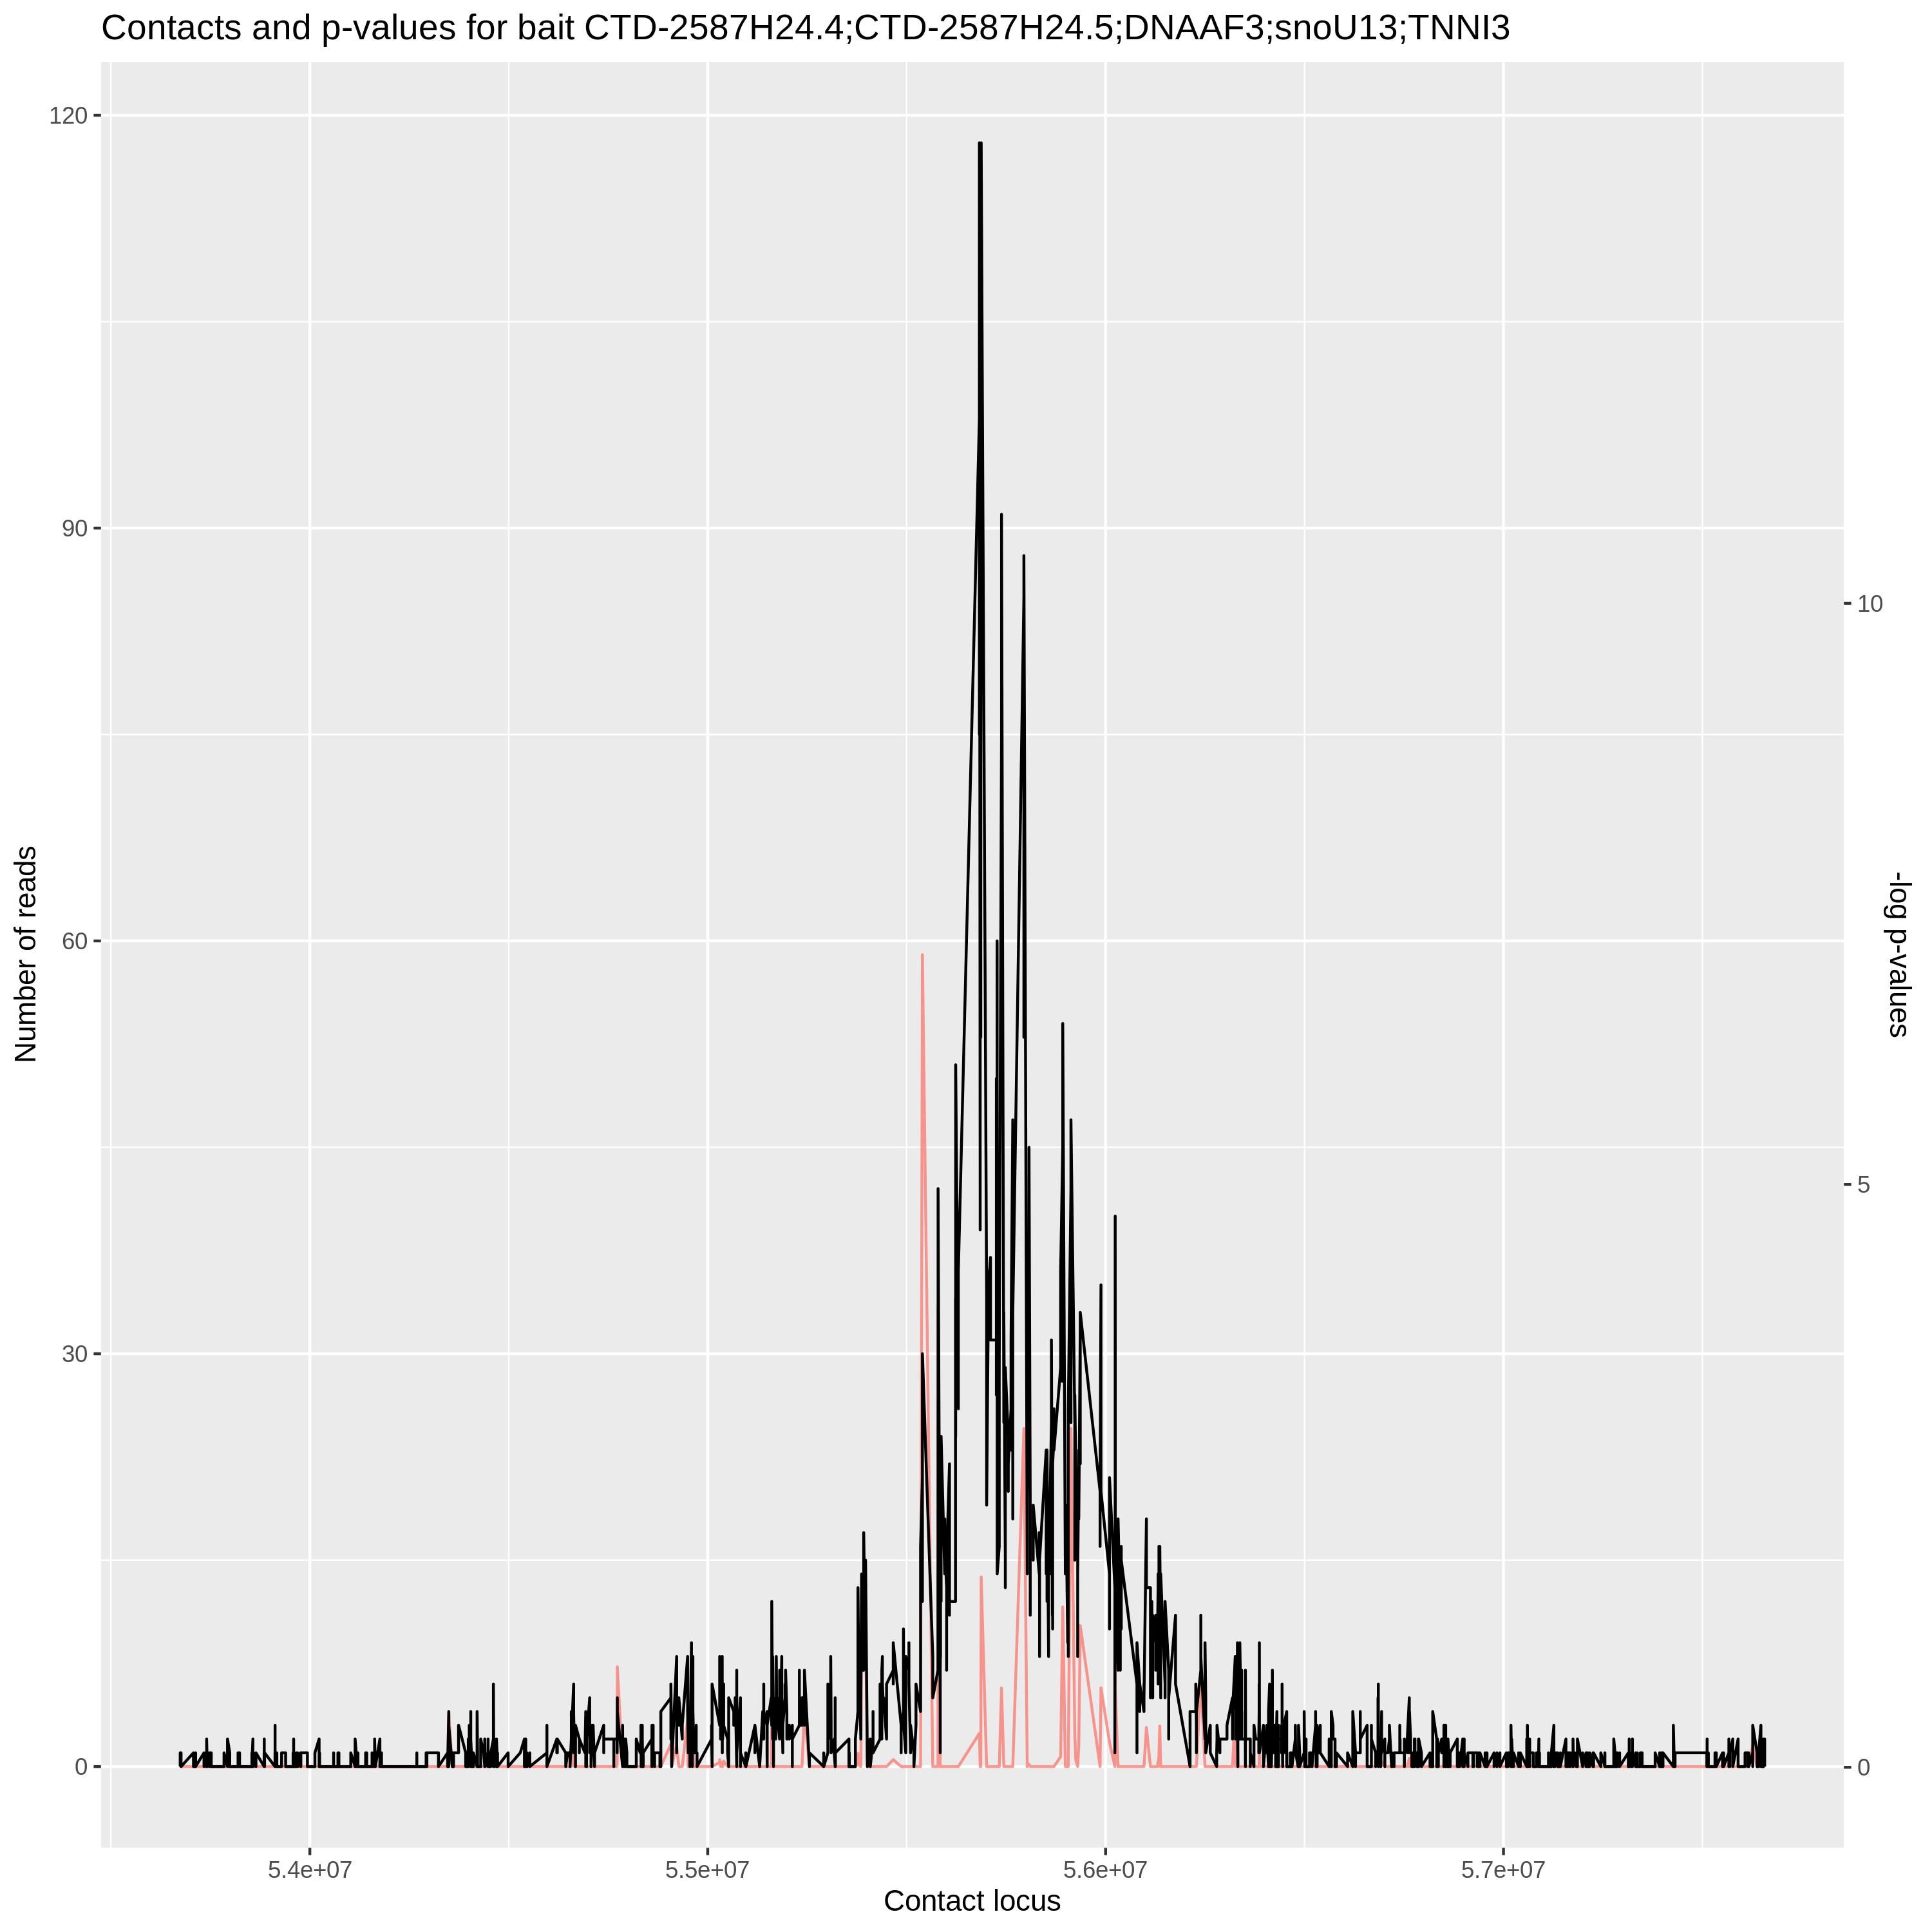 Contacts and p-values for bait CTD-2587H24.4;CTD-2587H24.5;DNAAF3;snoU13;TNNI3
120
90
60
30
0
Number of reads
10
5
0
-log p-values
5.4e+07
5.5e+07
5.6e+07
5.7e+07
Contact locus